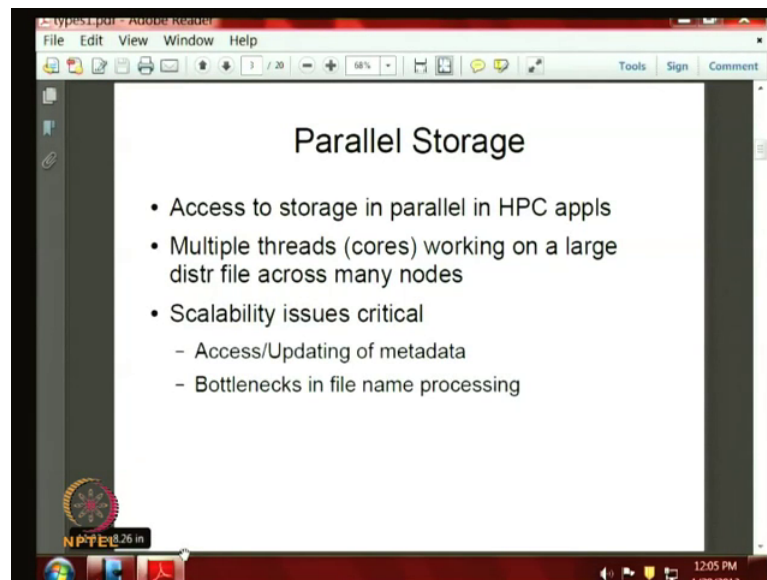 types1.pdf - Adobe Reader
File Edit View Window Help
3 / 20 68% Tools Sign Comment
Parallel Storage
• Access to storage in parallel in HPC appls
• Multiple threads (cores) working on a large
distr file across many nodes
• Scalability issues critical
– Access/Updating of metadata
– Bottlenecks in file name processing
NPTEL
8.26 in
12:05 PM